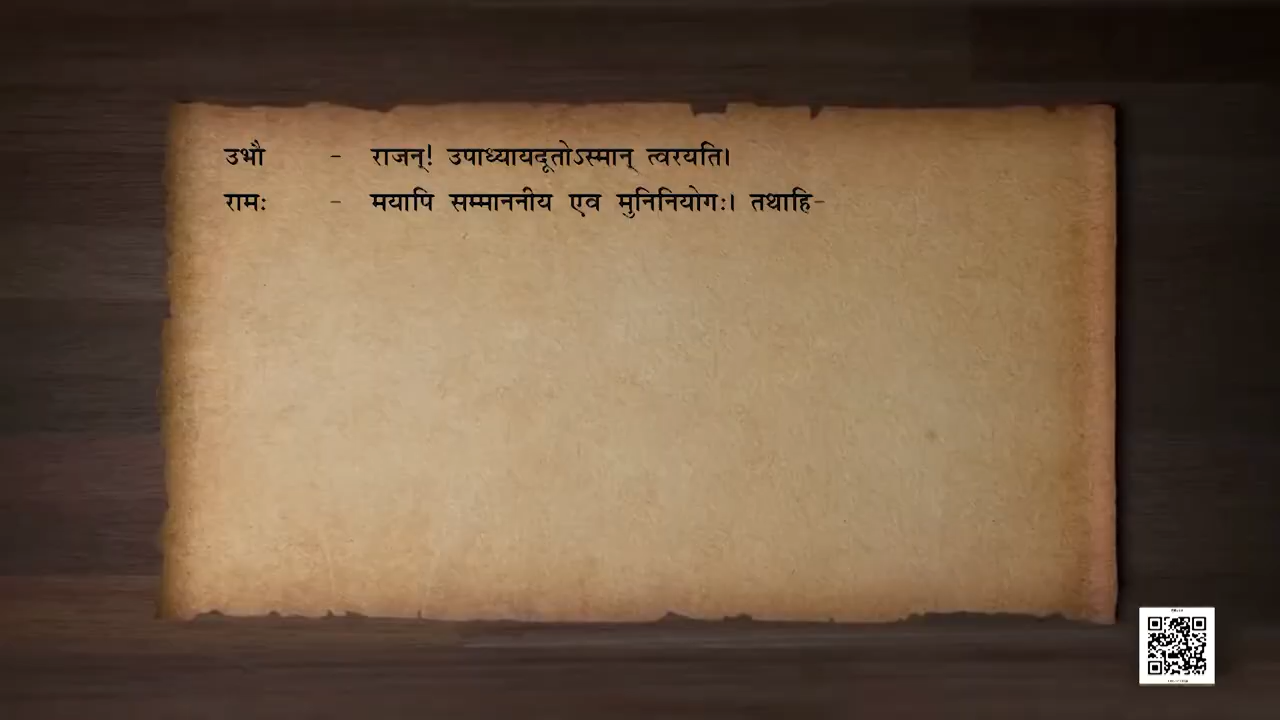 उभौ - राजन्! उपाध्यायदूतोऽस्मान् त्वरयति।
रामः - मयापि सम्माननीय एव मुनिनियोगः। तथाहि-